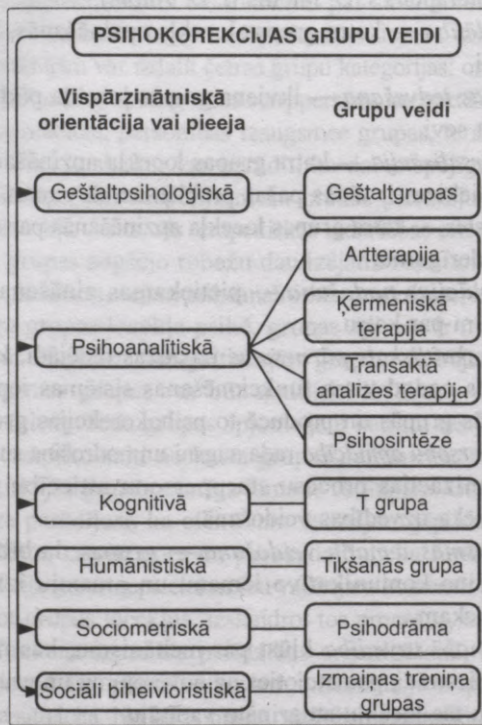 PSIHOKOREKCIJAS GRUPU VEIDI
Vispārzinātniskā
orientācija vai pieeja
Grupu veidi
Geštaltpsiholoģiskā
Geštaltgrupas
Artterapija
Ķermeniskā
terapija
Psihoanalītiskā
Transaktā
analīzes terapija
Psihosintēze
Kognitīvā
T grupa
Humānistiskā
Tikšanās grupa
Sociometriskā
Psihodrāma
Sociāli biheivioristiskā
Izmaiņas treniņa
grupas